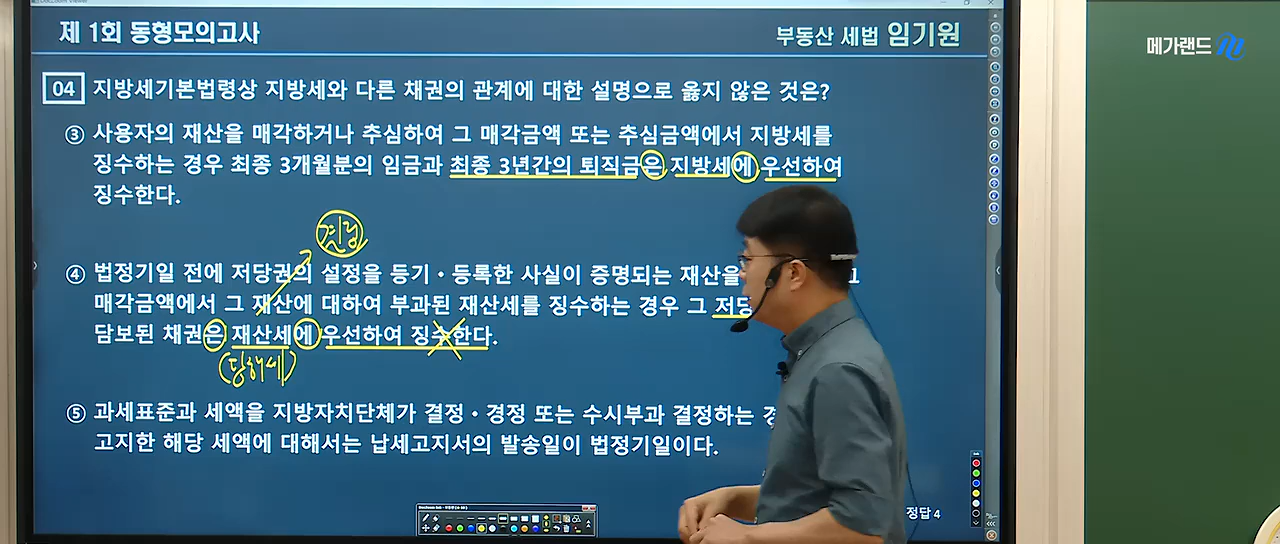 제 1회 동형모의고사
부동산 세법 임기원
메가랜드
04 지방세기본법령상 지방세와 다른 채권의 관계에 대한 설명으로 옳지 않은 것은?
③ 사용자의 재산을 매각하거나 추심하여 그 매각금액 또는 추심금액에서 지방세를
징수하는 경우 최종 3개월분의 임금과 최종 3년간의 퇴직금은 지방세에 우선하여
징수한다.
④ 법정기일 전에 저당권의 설정을 등기・등록한 사실이 증명되는 재산을
매각금액에서 그 재산에 대하여 부과된 재산세를 징수하는 경우 그 저당
담보된 채권은 재산세에 우선하여 징수한다.
(당해세)
⑤ 과세표준과 세액을 지방자치단체가 결정・경정 또는 수시부과 결정하는
고지한 해당 세액에 대해서는 납세고지서의 발송일이 법정기일이다.
정답 4